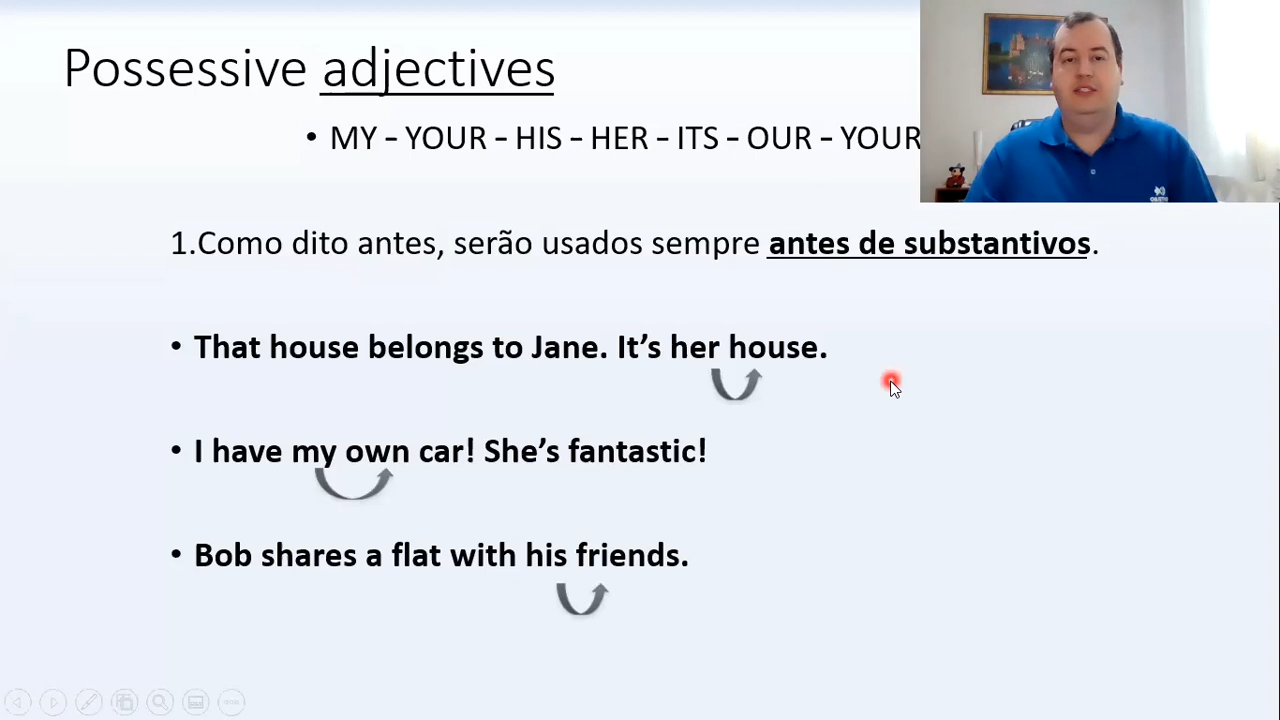 Possessive adjectives
• MY – YOUR – HIS – HER – ITS – OUR – YOUR
1.Como dito antes, serão usados sempre antes de substantivos.
• That house belongs to Jane. It’s her house.
• I have my own car! She’s fantastic!
• Bob shares a flat with his friends.